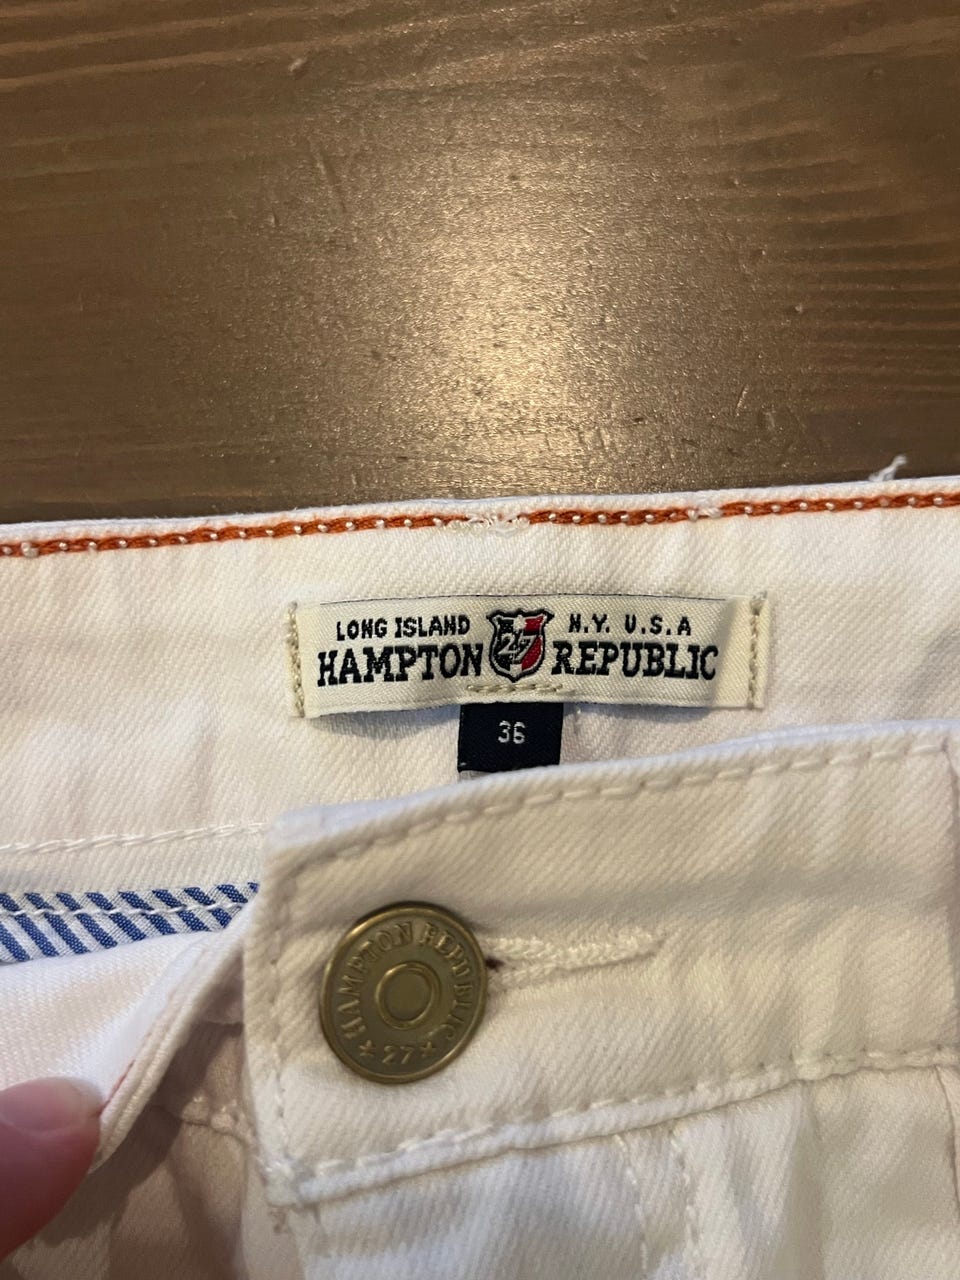 LONG ISLAND 27 N.Y. U.S.A
HAMPTON REPUBLIC
36
HAMPTON REPUBLIC
27